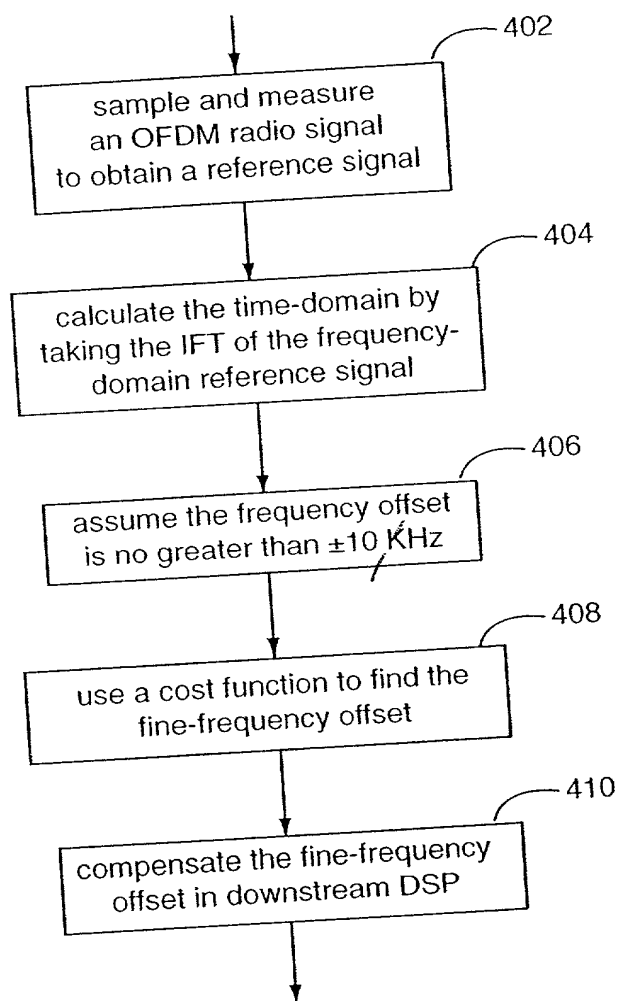 402
sample and measure
an OFDM radio signal
to obtain a reference signal
404
calculate the time-domain by
taking the IFT of the frequency-
domain reference signal
406
assume the frequency offset
is no greater than ±10 KHz
408
use a cost function to find the
fine-frequency offset
410
compensate the fine-frequency
offset in downstream DSP